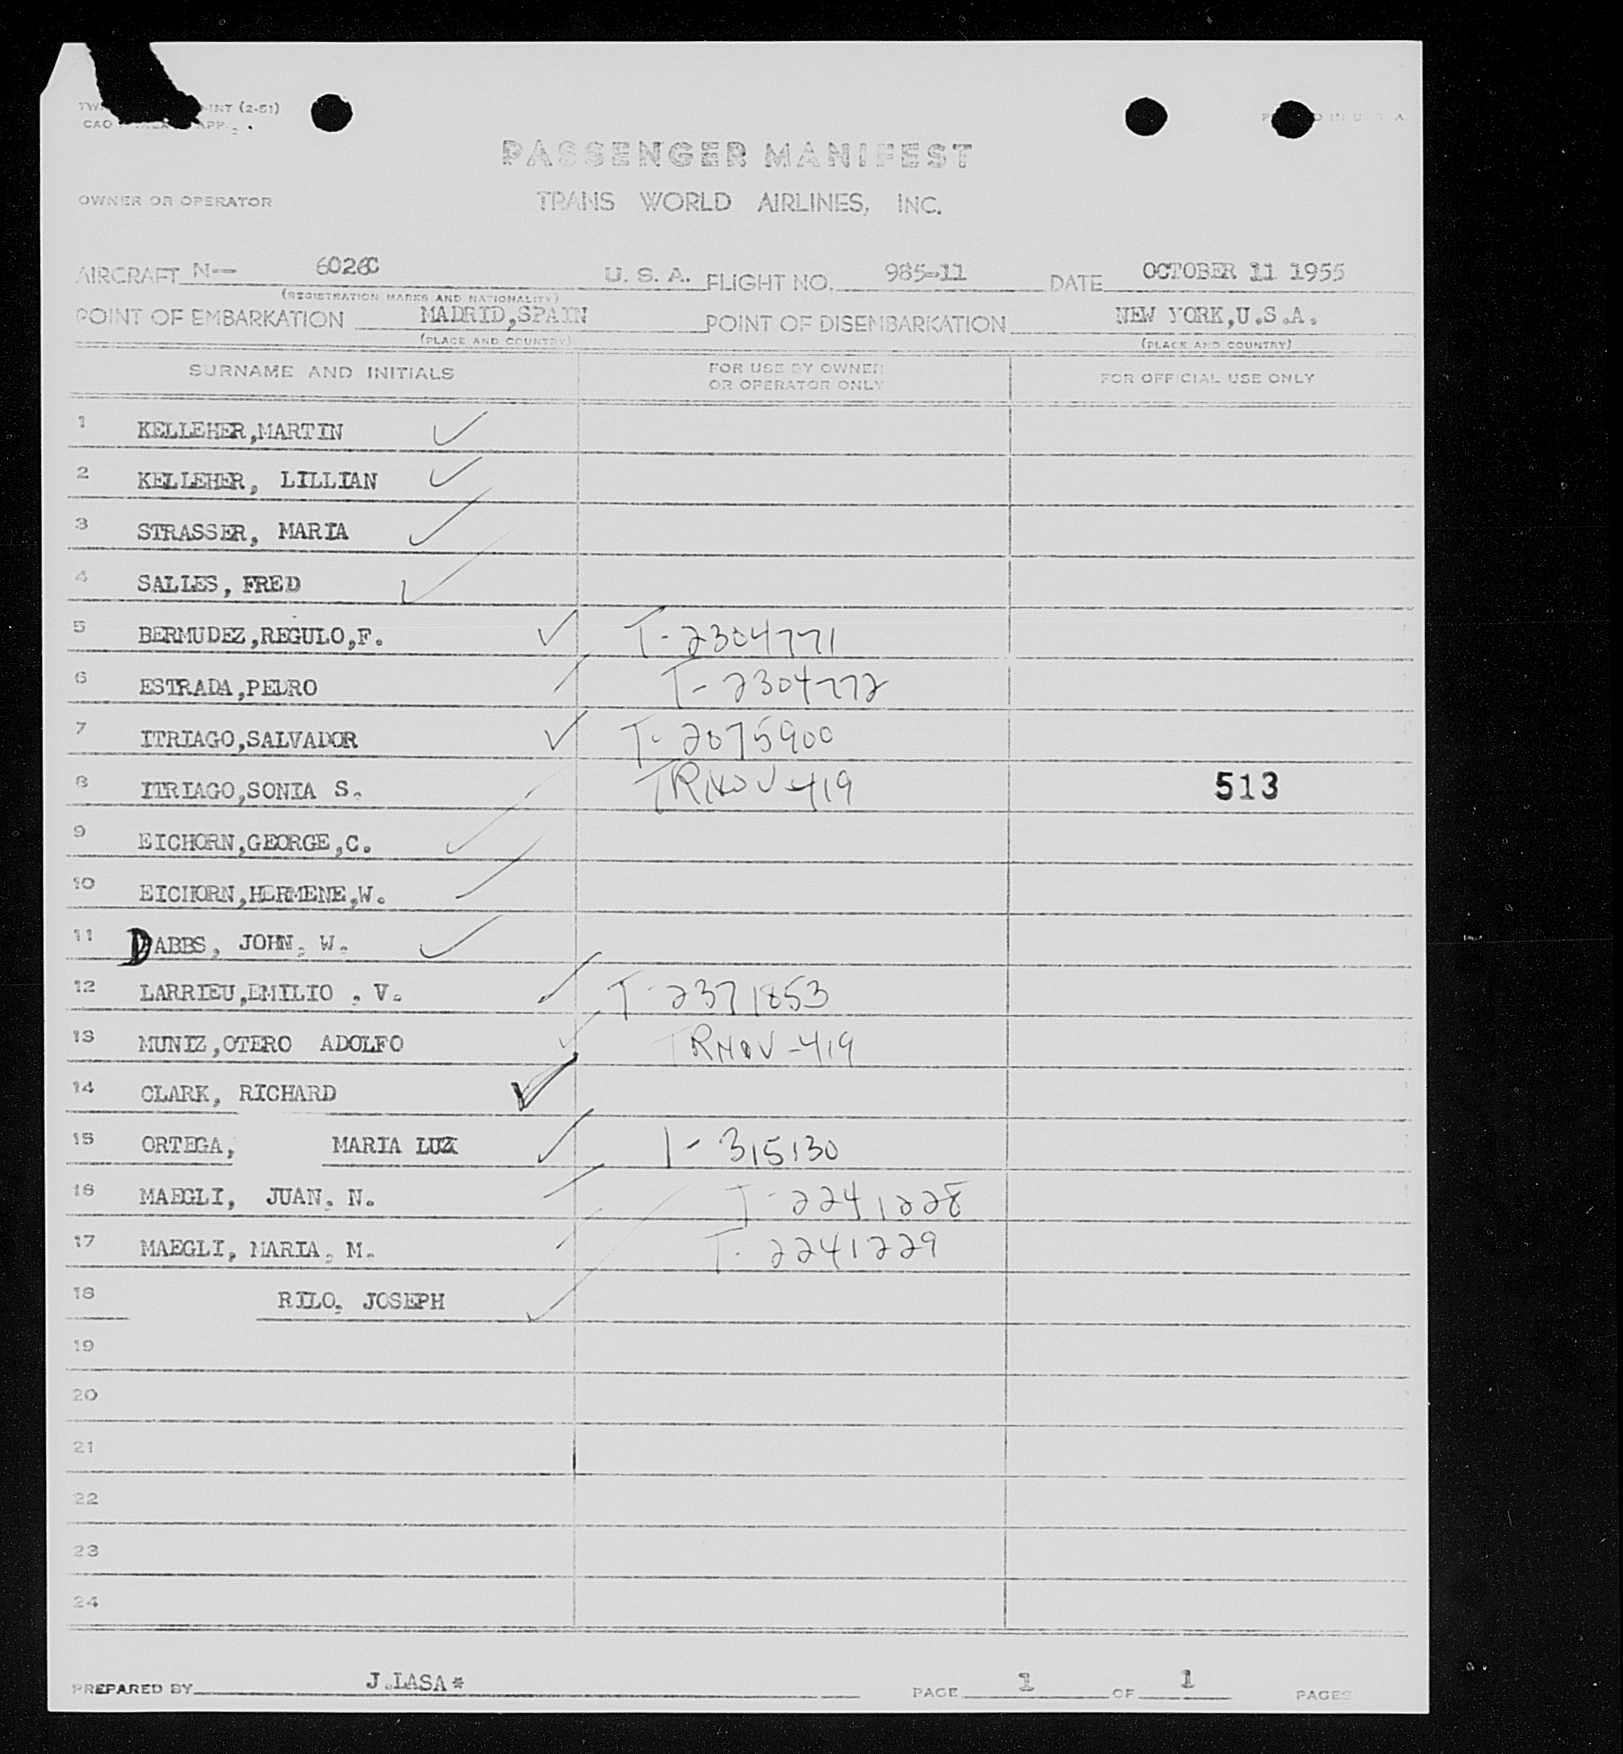 INT (2-51)
CAO
PASSENGER MANIFEST
OWNER OR OPERATOR
TRANS WORLD AIRLINES, INC.
AIRCRAFT N— 6026C U. S. A. FLIGHT NO. 985-11 DATE OCTOBER 11 1955
(REGISTRATION MARKS AND NATIONALITY)
POINT OF EMBARKATION MADRID,SPAIN POINT OF DISEMBARKATION NEW YORK,U.S.A.
(PLACE AND COUNTRY) (PLACE AND COUNTRY)
SURNAME AND INITIALS FOR USE BY OWNER OR OPERATOR ONLY FOR OFFICIAL USE ONLY
1 KELLEHER,MARTIN
2 KELLEHER, LILLIAN
3 STRASSER, MARIA
4 SALLES, FRED
5 BERMUDEZ,REGULO,F. T-2304771
6 ESTRADA,PEDRO T-2304772
7 ITRIAGO,SALVADOR T-2075900
8 ITRIAGO,SONIA S. TRNOV-419 513
9 EICHORN,GEORGE,C.
10 EICHORN,HERMENE,W.
11 DABBS, JOHN. W.
12 LARRIEU,EMILIO . V. T-2371853
13 MUNIZ,OTERO ADOLFO TRNOV-419
14 CLARK, RICHARD
15 ORTEGA, MARIA LUZ I-315130
16 MAEGLI, JUAN. N. T-2241228
17 MAEGLI, MARIA. M. T-2241229
18 RILO. JOSEPH
19
20
21
22
23
24
PREPARED BY J.LASA* PAGE 1 OF 1 PAGES